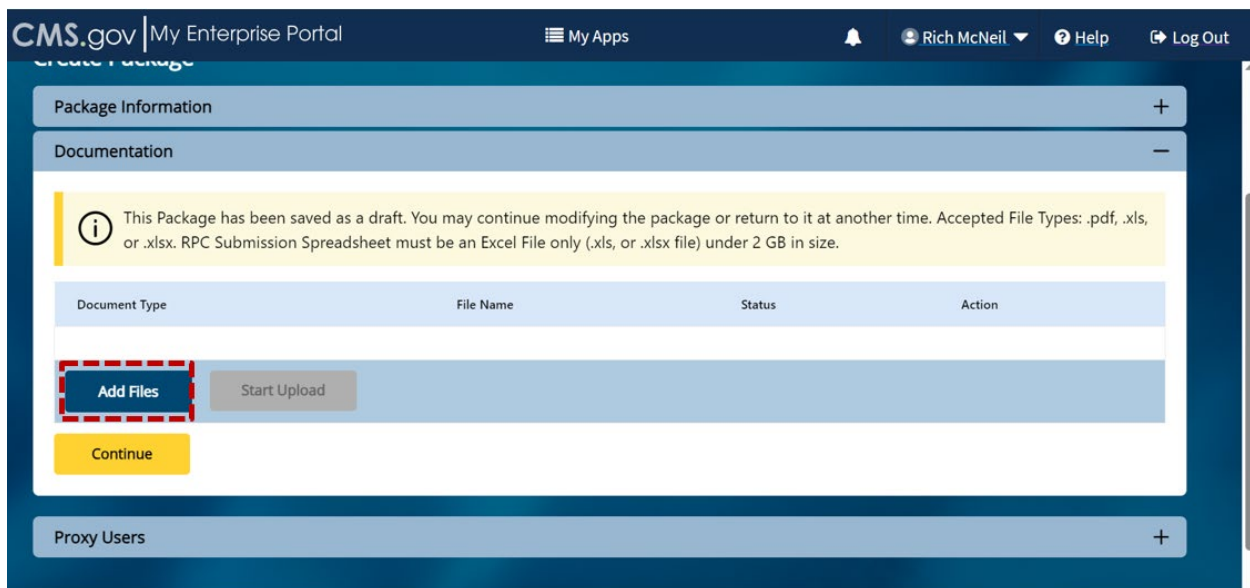 CMS.gov My Enterprise Portal My Apps Rich McNeil Help Log Out
Create Package
Package Information
Documentation
This Package has been saved as a draft. You may continue modifying the package or return to it at another time. Accepted File Types: .pdf, .xls,
or .xlsx. RPC Submission Spreadsheet must be an Excel File only (.xls, or .xlsx file) under 2 GB in size.
Document Type File Name Status Action
Add Files Start Upload
Continue
Proxy Users